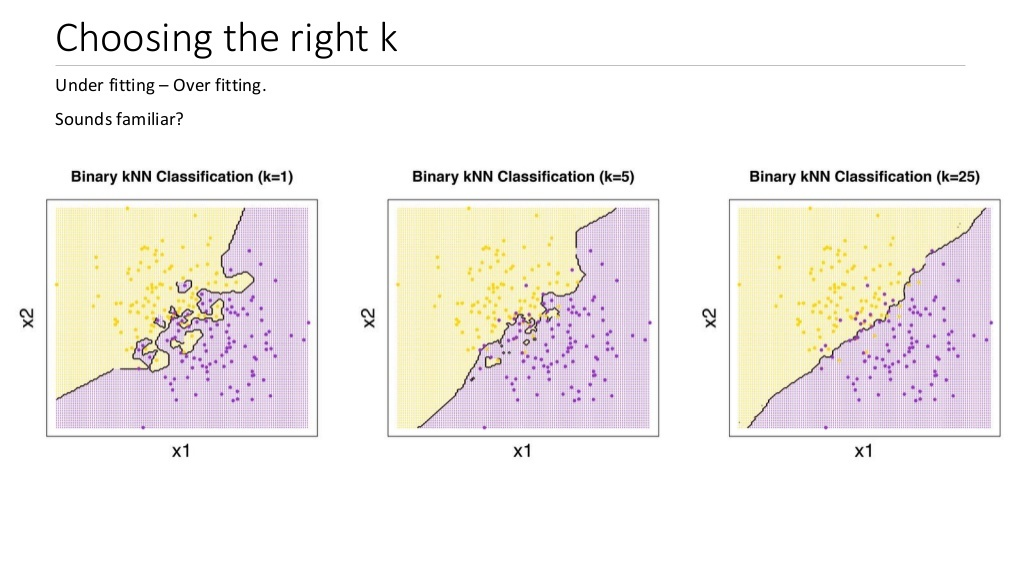 Choosing the right k
Under fitting – Over fitting.
Sounds familiar?
Binary kNN Classification (k=1)
x2
x1
Binary kNN Classification (k=5)
x2
x1
Binary kNN Classification (k=25)
x2
x1